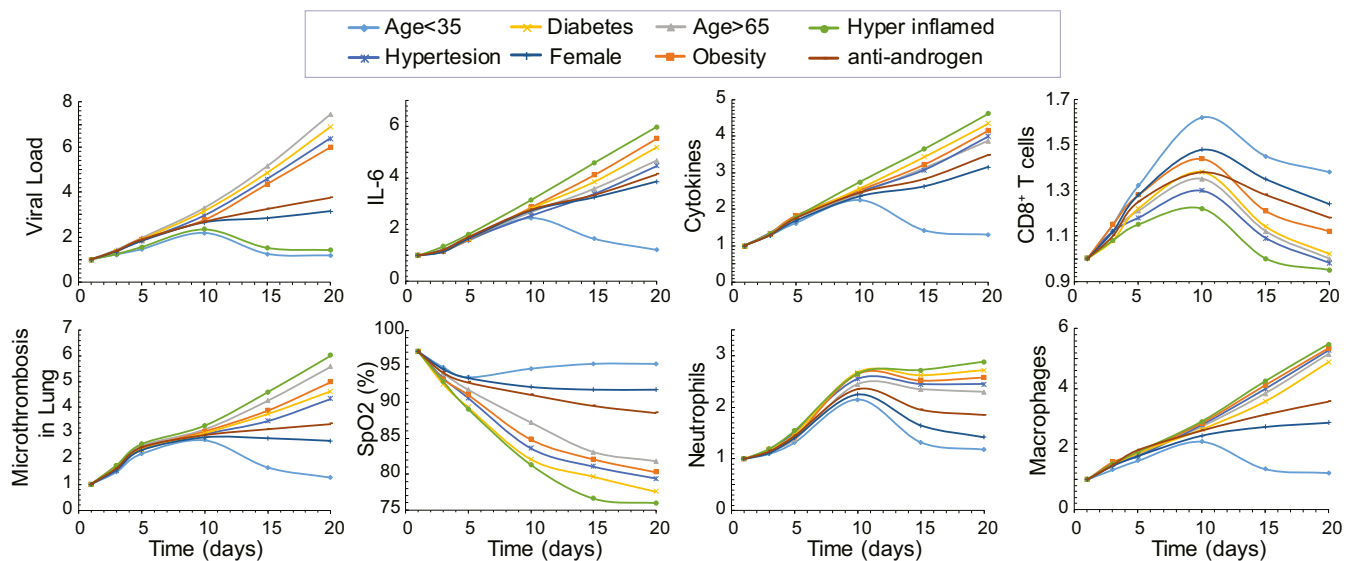 Age<35 Diabetes Age>65 Hyper inflamed
Hypertesion Female Obesity anti-androgen
Viral Load
8
6
4
2
0
0 5 10 15 20
IL-6
6
4
2
0
0 5 10 15 20
Cytokines
5
4
3
2
1
0
0 5 10 15 20
CD8⁺ T cells
1.7
1.5
1.3
1.1
0.9
0 5 10 15 20
Microthrombosis
in Lung
7
6
5
4
3
2
1
0
0 5 10 15 20
Time (days)
SpO2 (%)
100
95
90
85
80
75
0 5 10 15 20
Time (days)
Neutrophils
3
2
1
0
0 5 10 15 20
Time (days)
Macrophages
6
4
2
0
0 5 10 15 20
Time (days)